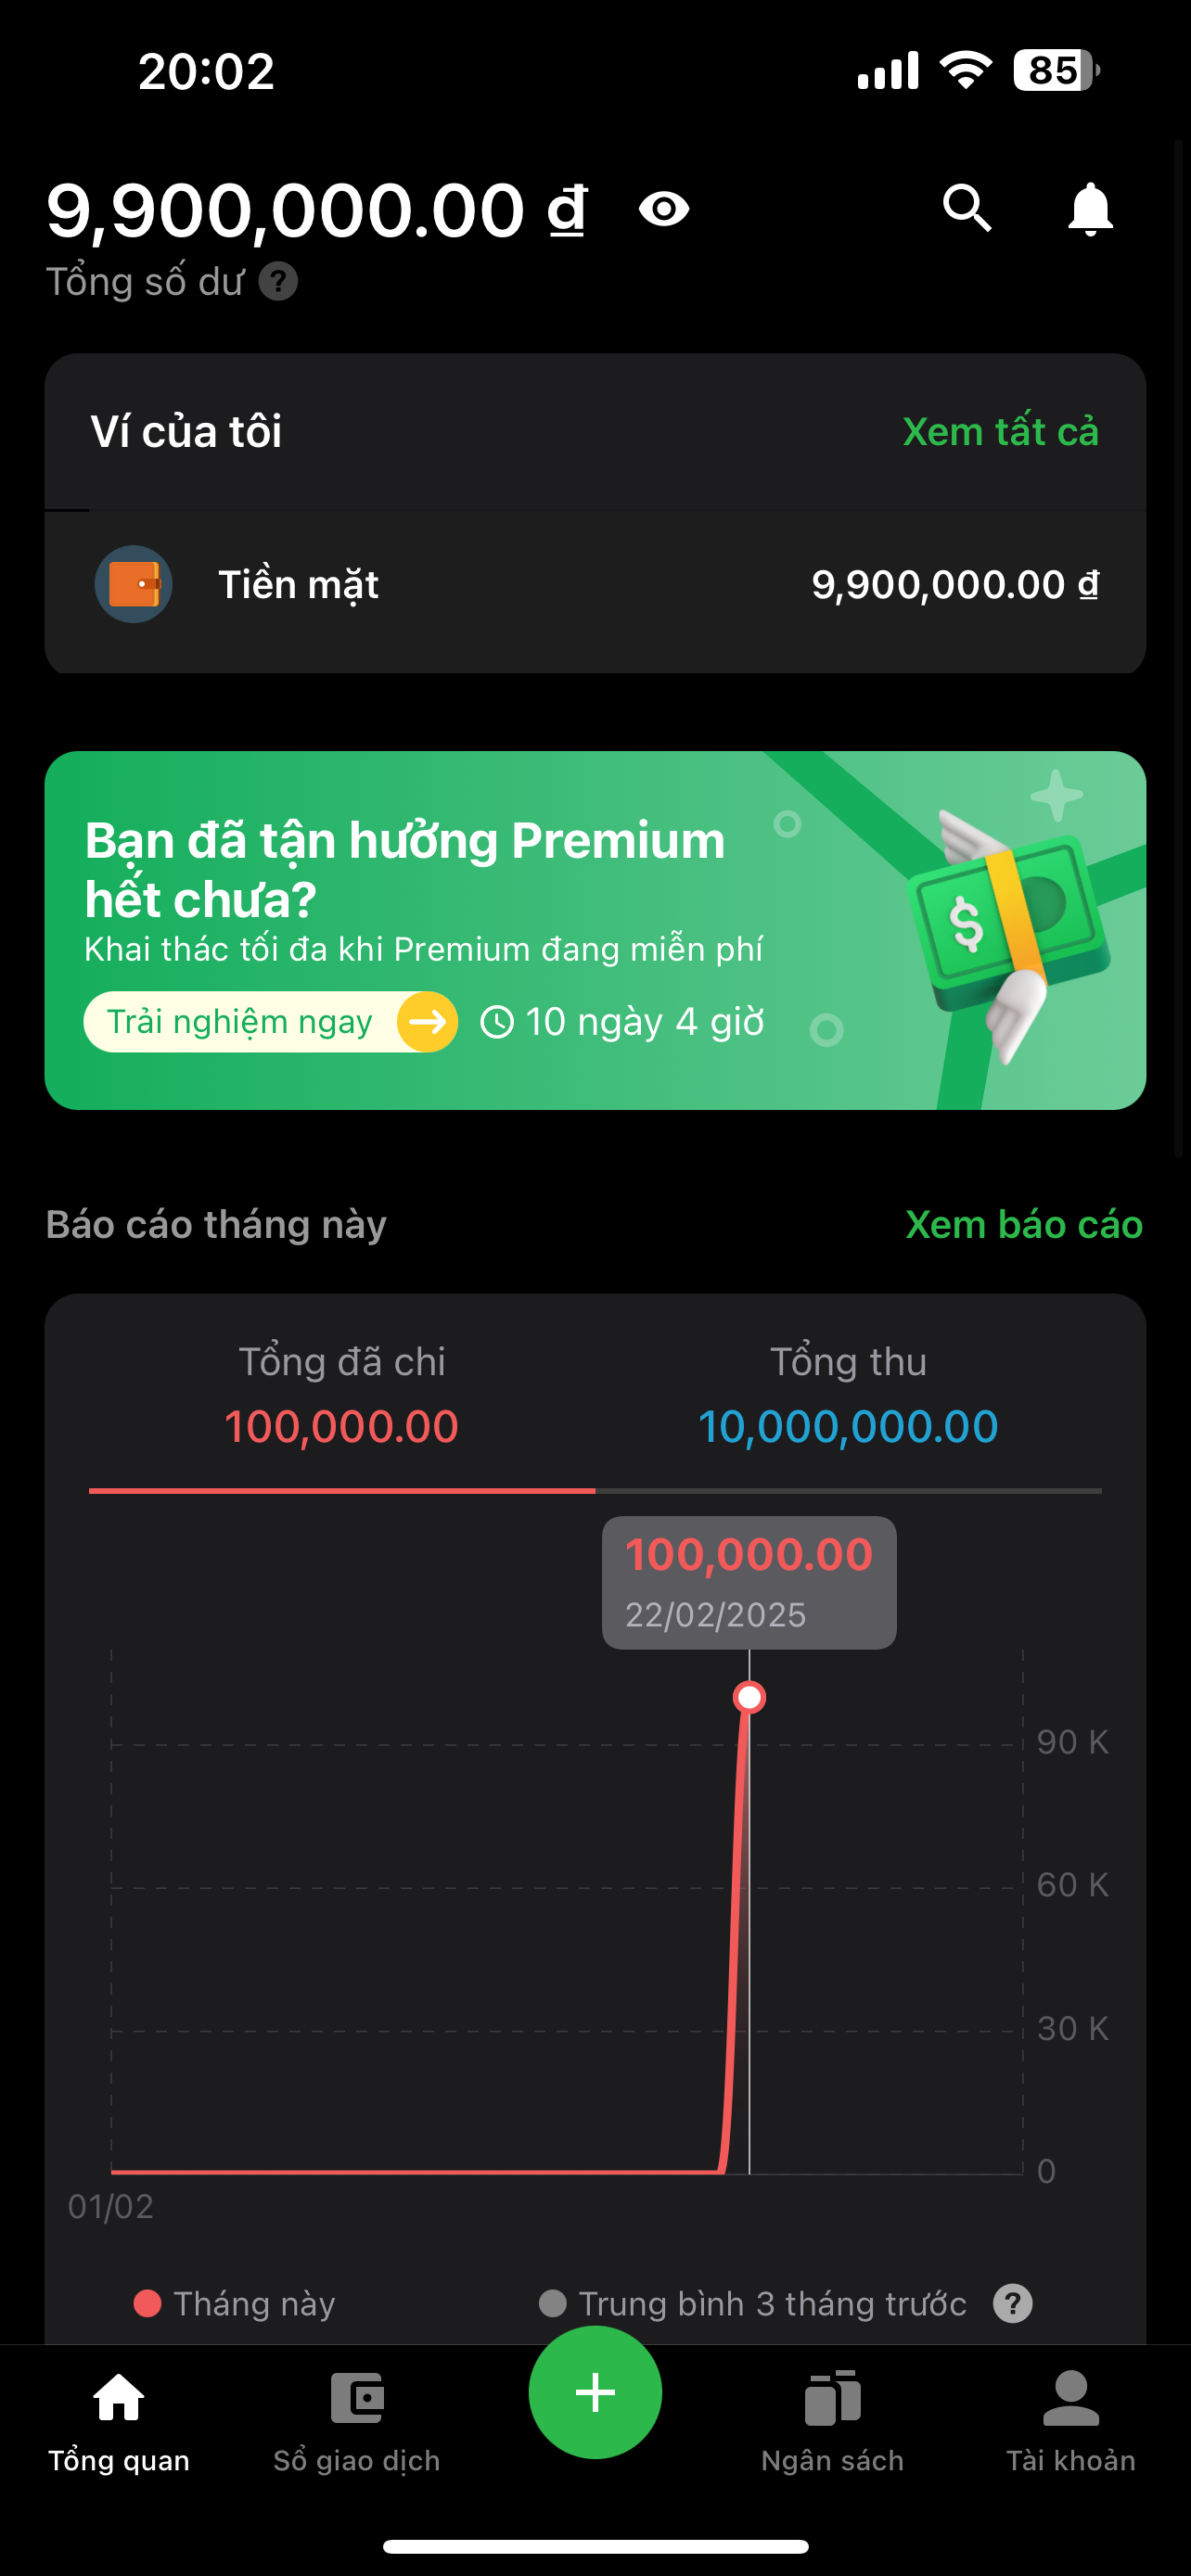 20:02
85
9,900,000.00 ₫
Tổng số dư ?
Ví của tôi
Xem tất cả
Tiền mặt
9,900,000.00 ₫
Bạn đã tận hưởng Premium
hết chưa?
Khai thác tối đa khi Premium đang miễn phí
Trải nghiệm ngay
10 ngày 4 giờ
$
Báo cáo tháng này
Xem báo cáo
Tổng đã chi
Tổng thu
100,000.00
10,000,000.00
100,000.00
22/02/2025
90 K
60 K
30 K
0
01/02
Tháng này
Trung bình 3 tháng trước ?
+
Tổng quan
Sổ giao dịch
Ngân sách
Tài khoản